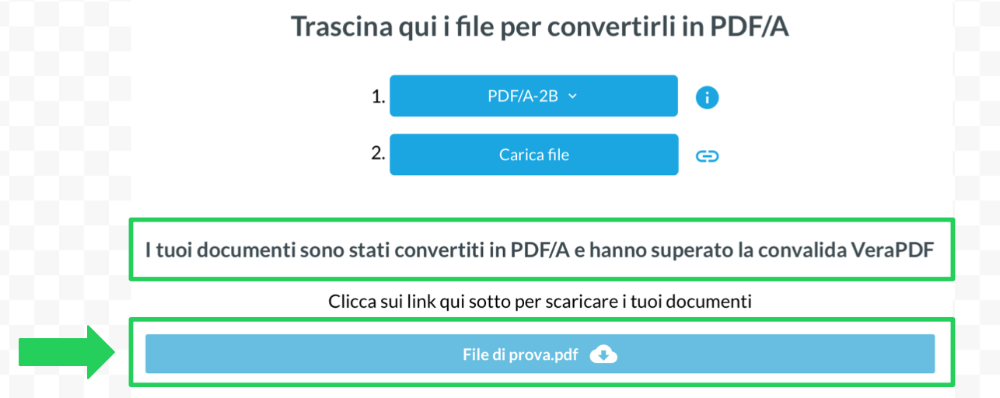 Trascina qui i file per convertirli in PDF/A
1. PDF/A-2B
2. Carica file
I tuoi documenti sono stati convertiti in PDF/A e hanno superato la convalida VeraPDF
Clicca sui link qui sotto per scaricare i tuoi documenti
File di prova.pdf